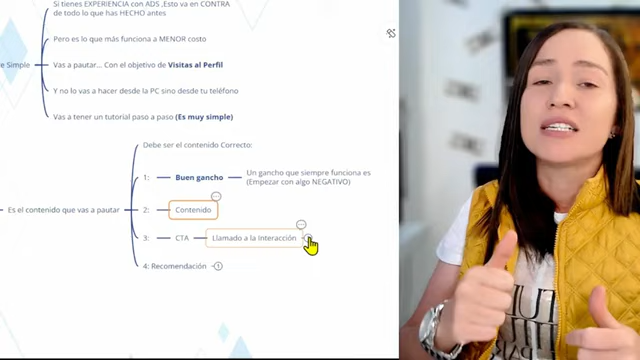 Si tienes EXPERIENCIA con ADS ,Esto va en CONTRA
de todo lo que has HECHO antes
Pero es lo que más funciona a MENOR costo
e Simple
Vas a pautar... Con el objetivo de Visitas al Perfil
Y no lo vas a hacer desde la PC sino desde tu teléfono
Vas a tener un tutorial paso a paso (Es muy simple)
Debe ser el contenido Correcto:
1: Buen gancho
Un gancho que siempre funciona es
(Empezar con algo NEGATIVO)
Es el contenido que vas a pautar
2: Contenido
3: CTA Llamado a la Interacción
4: Recomendación 1